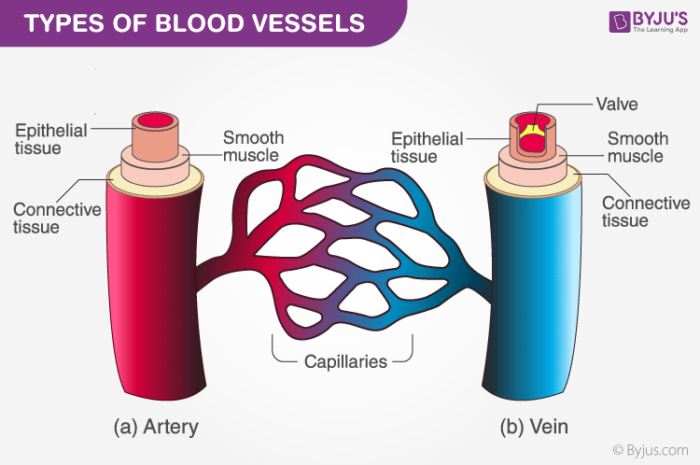 TYPES OF BLOOD VESSELS
BYJU'S
The Learning App
Epithelial
tissue
Smooth
muscle
Connective
tissue
Epithelial
tissue
Valve
Smooth
muscle
Connective
tissue
Capillaries
(a) Artery
(b) Vein
© Byjus.com